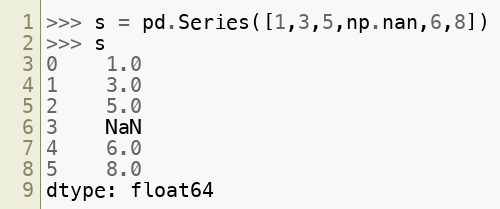 1 >>> s = pd.Series([1,3,5,np.nan,6,8])
2 >>> s
3 0    1.0
4 1    3.0
5 2    5.0
6 3    NaN
7 4    6.0
8 5    8.0
9 dtype: float64